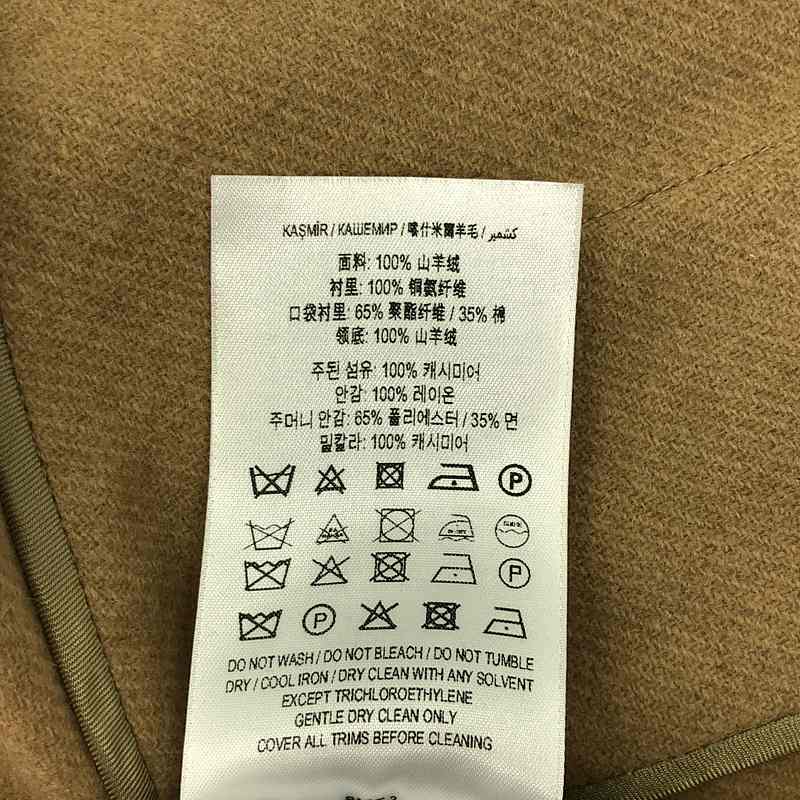 KAŞMİR / КАШЕМИР / 喀什米爾羊毛 / كشمير
面料: 100% 山羊绒
衬里: 100% 铜氨纤维
口袋衬里: 65% 聚酯纤维 / 35% 棉
领底: 100% 山羊绒
주된 섬유: 100% 캐시미어
안감: 100% 레이온
주머니 안감: 65% 폴리에스터 / 35% 면
밑칼라: 100% 캐시미어
P
P
P
DO NOT WASH / DO NOT BLEACH / DO NOT TUMBLE
DRY / COOL IRON / DRY CLEAN WITH ANY SOLVENT
EXCEPT TRICHLOROETHYLENE
GENTLE DRY CLEAN ONLY
COVER ALL TRIMS BEFORE CLEANING